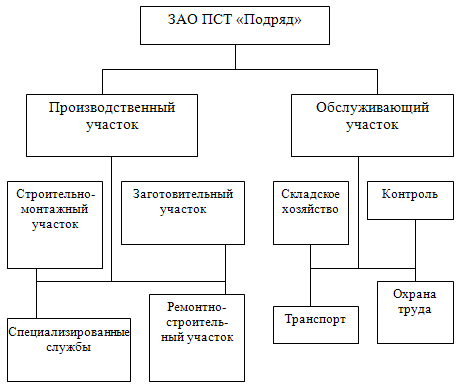 ЗАО ПСТ «Подряд»
Производственный
участок
Обслуживающий
участок
Строительно-
монтажный
участок
Заготовительный
участок
Складское
хозяйство
Контроль
Специализированные
службы
Ремонтно-
строитель-
ный участок
Транспорт
Охрана
труда